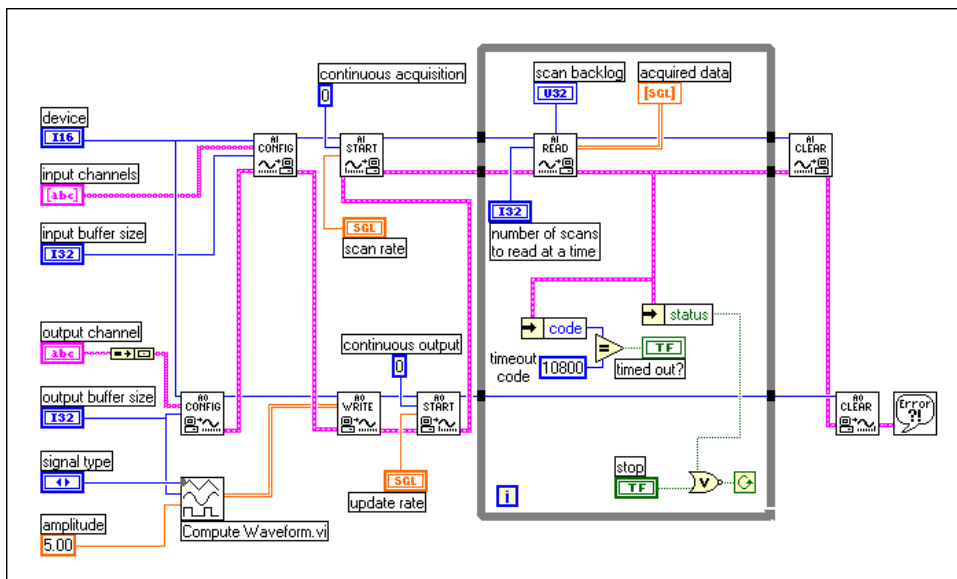 continuous acquisition
0
scan backlog
U32
acquired data
[SGL]
device
I16
AI
CONFIG
AI
START
AI
READ
AI
CLEAR
input channels
[abc]
input buffer size
I32
SGL
scan rate
I32
number of scans
to read at a time
code
status
output channel
abc
continuous output
0
timeout
code
10800
=
TF
timed out?
output buffer size
I32
AO
CONFIG
AO
WRITE
AO
START
AO
CLEAR
Error
?!
signal type
SGL
update rate
stop
TF
V
i
amplitude
5.00
Compute Waveform.vi